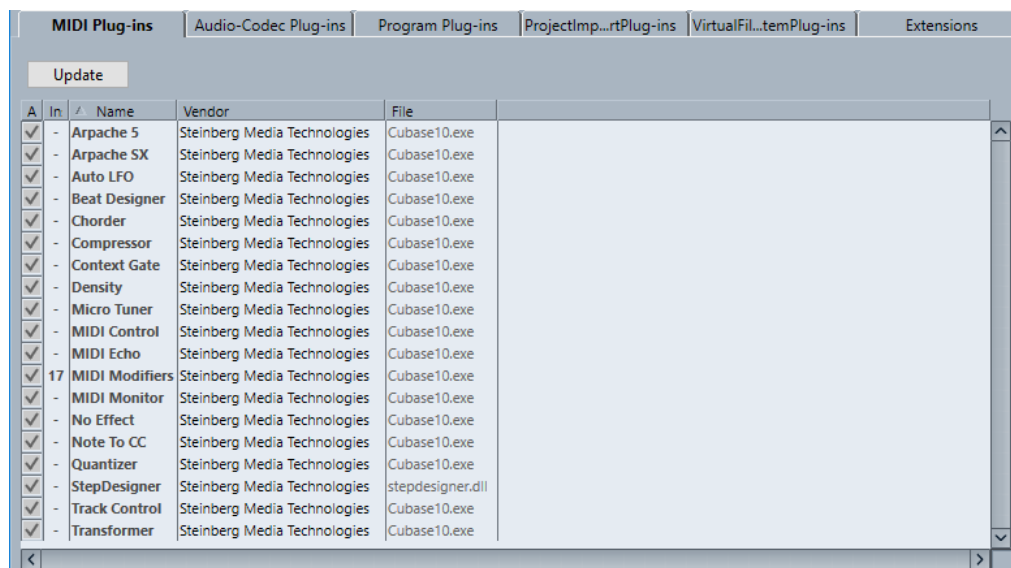 MIDI Plug-ins Audio-Codec Plug-ins Program Plug-ins ProjectImp...rtPlug-ins VirtualFil...temPlug-ins Extensions
Update
A In Name Vendor File
- Arpache 5 Steinberg Media Technologies Cubase10.exe
- Arpache SX Steinberg Media Technologies Cubase10.exe
- Auto LFO Steinberg Media Technologies Cubase10.exe
- Beat Designer Steinberg Media Technologies Cubase10.exe
- Chorder Steinberg Media Technologies Cubase10.exe
- Compressor Steinberg Media Technologies Cubase10.exe
- Context Gate Steinberg Media Technologies Cubase10.exe
- Density Steinberg Media Technologies Cubase10.exe
- Micro Tuner Steinberg Media Technologies Cubase10.exe
- MIDI Control Steinberg Media Technologies Cubase10.exe
- MIDI Echo Steinberg Media Technologies Cubase10.exe
17 MIDI Modifiers Steinberg Media Technologies Cubase10.exe
- MIDI Monitor Steinberg Media Technologies Cubase10.exe
- No Effect Steinberg Media Technologies Cubase10.exe
- Note To CC Steinberg Media Technologies Cubase10.exe
- Quantizer Steinberg Media Technologies Cubase10.exe
- StepDesigner Steinberg Media Technologies stepdesigner.dll
- Track Control Steinberg Media Technologies Cubase10.exe
- Transformer Steinberg Media Technologies Cubase10.exe